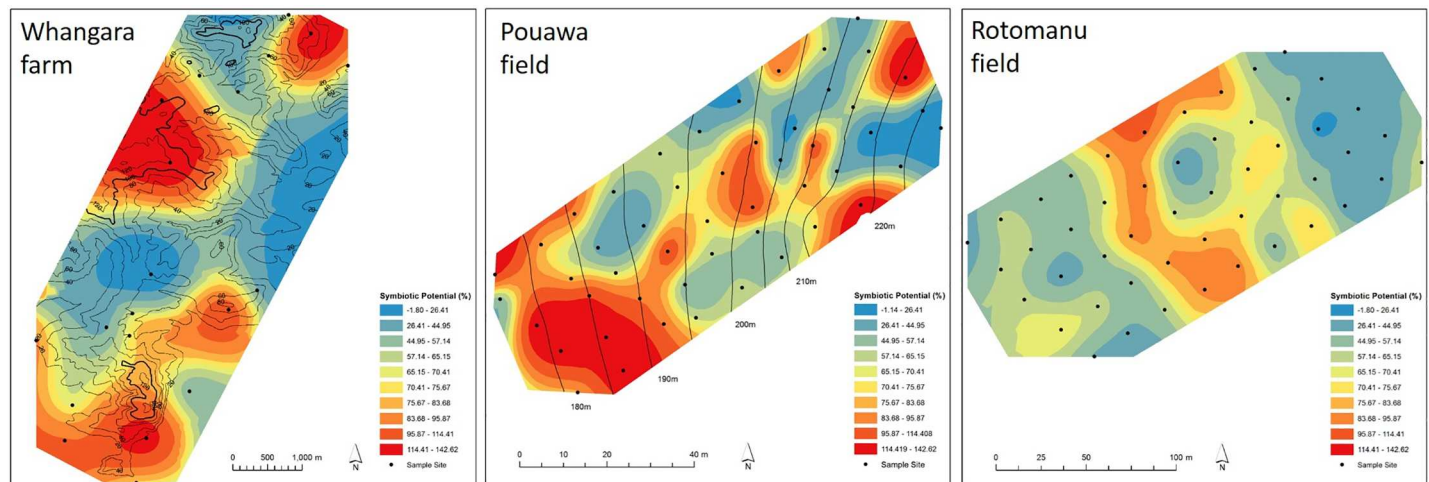 Whangara
farm
Symbiotic Potential (%)
-1.80 - 26.41
26.41 - 44.95
44.95 - 57.14
57.14 - 65.15
65.15 - 70.41
70.41 - 75.67
75.67 - 83.68
83.68 - 95.87
95.87 - 114.41
114.41 - 142.62
Sample Site
0 500 1,000 m
N
Pouawa
field
220m
210m
200m
190m
180m
Symbiotic Potential (%)
-1.14 - 26.41
26.41 - 44.95
44.95 - 57.14
57.14 - 65.15
65.15 - 70.41
70.41 - 75.67
75.67 - 83.68
83.68 - 95.87
95.87 - 114.408
114.419 - 142.62
Sample Site
0 20 40 m
N
Rotomanu
field
Symbiotic Potential (%)
-1.80 - 26.41
26.41 - 44.95
44.95 - 57.14
57.14 - 65.15
65.15 - 70.41
70.41 - 75.67
75.67 - 83.68
83.68 - 95.87
95.87 - 114.41
114.41 - 142.62
Sample Site
0 25 50 100 m
N